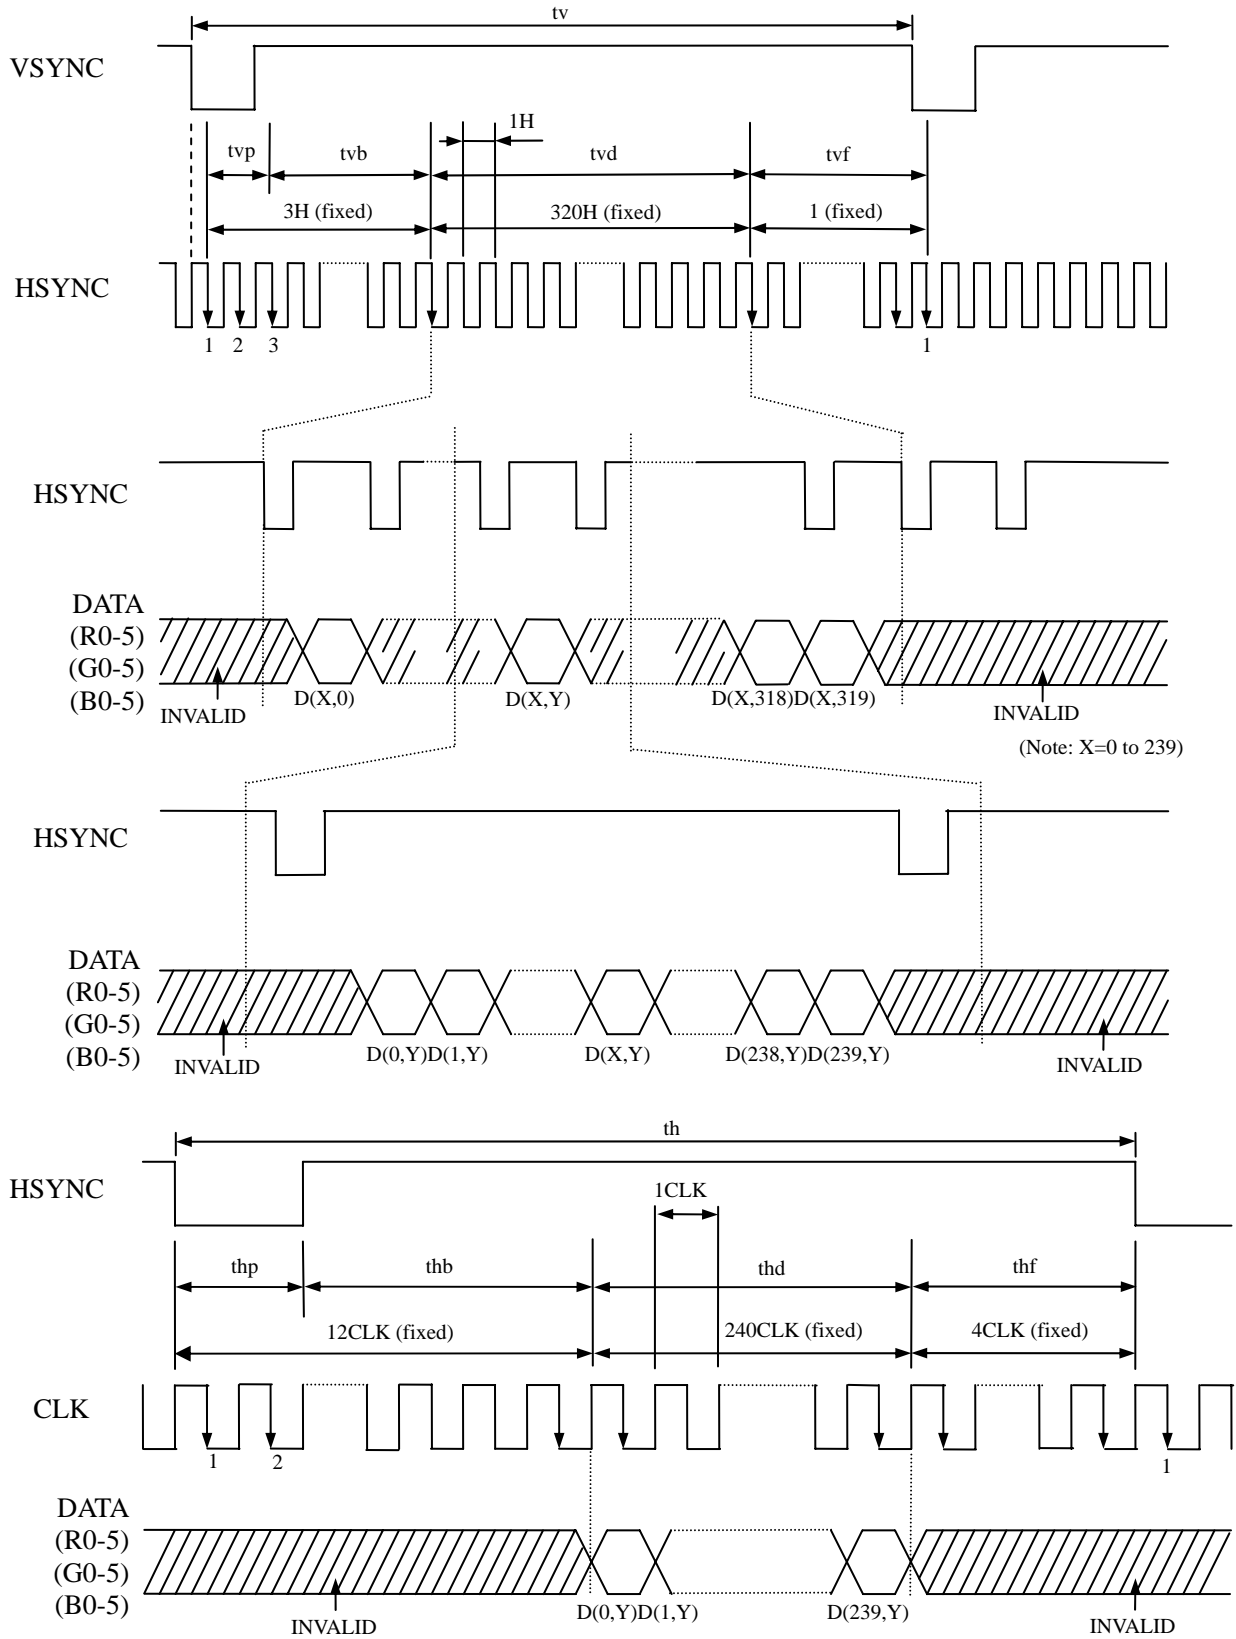 tv
VSYNC
1H
tvp
tvb
tvd
tvf
3H (fixed)
320H (fixed)
1 (fixed)
HSYNC
1
2
3
1
HSYNC
DATA
(R0-5)
(G0-5)
(B0-5)
INVALID
D(X,0)
D(X,Y)
D(X,318)D(X,319)
INVALID
(Note: X=0 to 239)
HSYNC
DATA
(R0-5)
(G0-5)
(B0-5)
INVALID
D(0,Y)D(1,Y)
D(X,Y)
D(238,Y)D(239,Y)
INVALID
th
HSYNC
1CLK
thp
thb
thd
thf
12CLK (fixed)
240CLK (fixed)
4CLK (fixed)
CLK
1
2
1
DATA
(R0-5)
(G0-5)
(B0-5)
INVALID
D(0,Y)D(1,Y)
D(239,Y)
INVALID